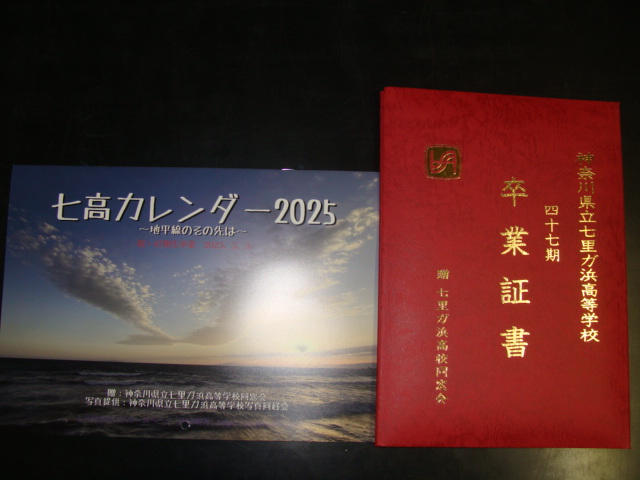 七高カレンダー2025
～地平線のその先は～
贈：神奈川県立七里ガ浜高等学校同窓会
写真提供：神奈川県立七里ガ浜高等学校写真同好会
神奈川県立七里ガ浜高等学校
四十七期
卒業証書
贈 七里ガ浜高校同窓会